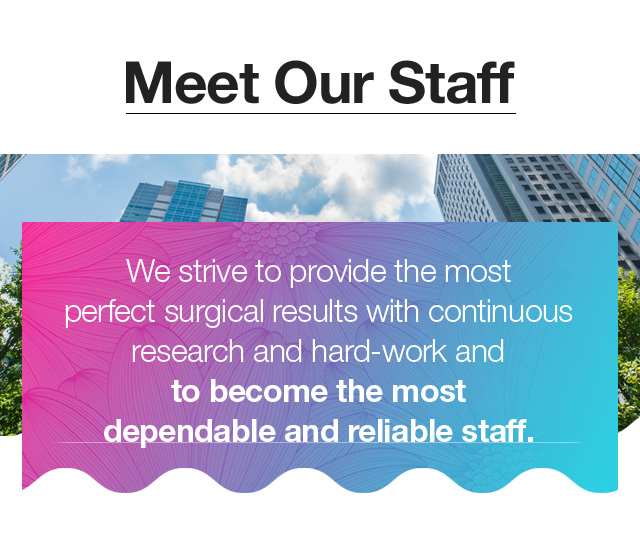 Meet Our Staff
We strive to provide the most
perfect surgical results with continuous
research and hard-work and
to become the most
dependable and reliable staff.